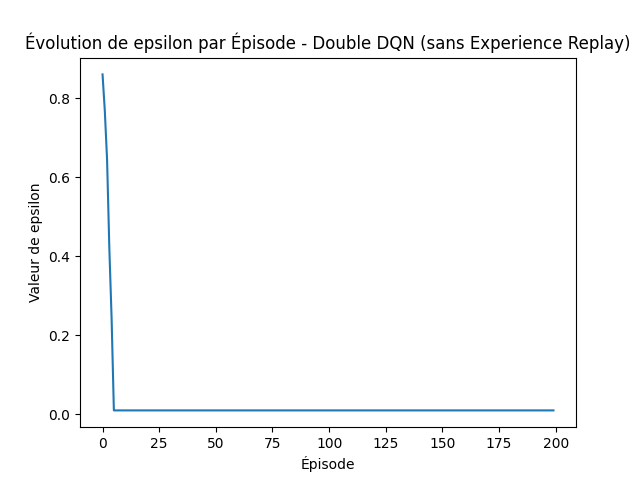 Évolution de epsilon par Épisode - Double DQN (sans Experience Replay)
0.8
0.6
0.4
0.2
0.0
Valeur de epsilon
0 25 50 75 100 125 150 175 200
Épisode